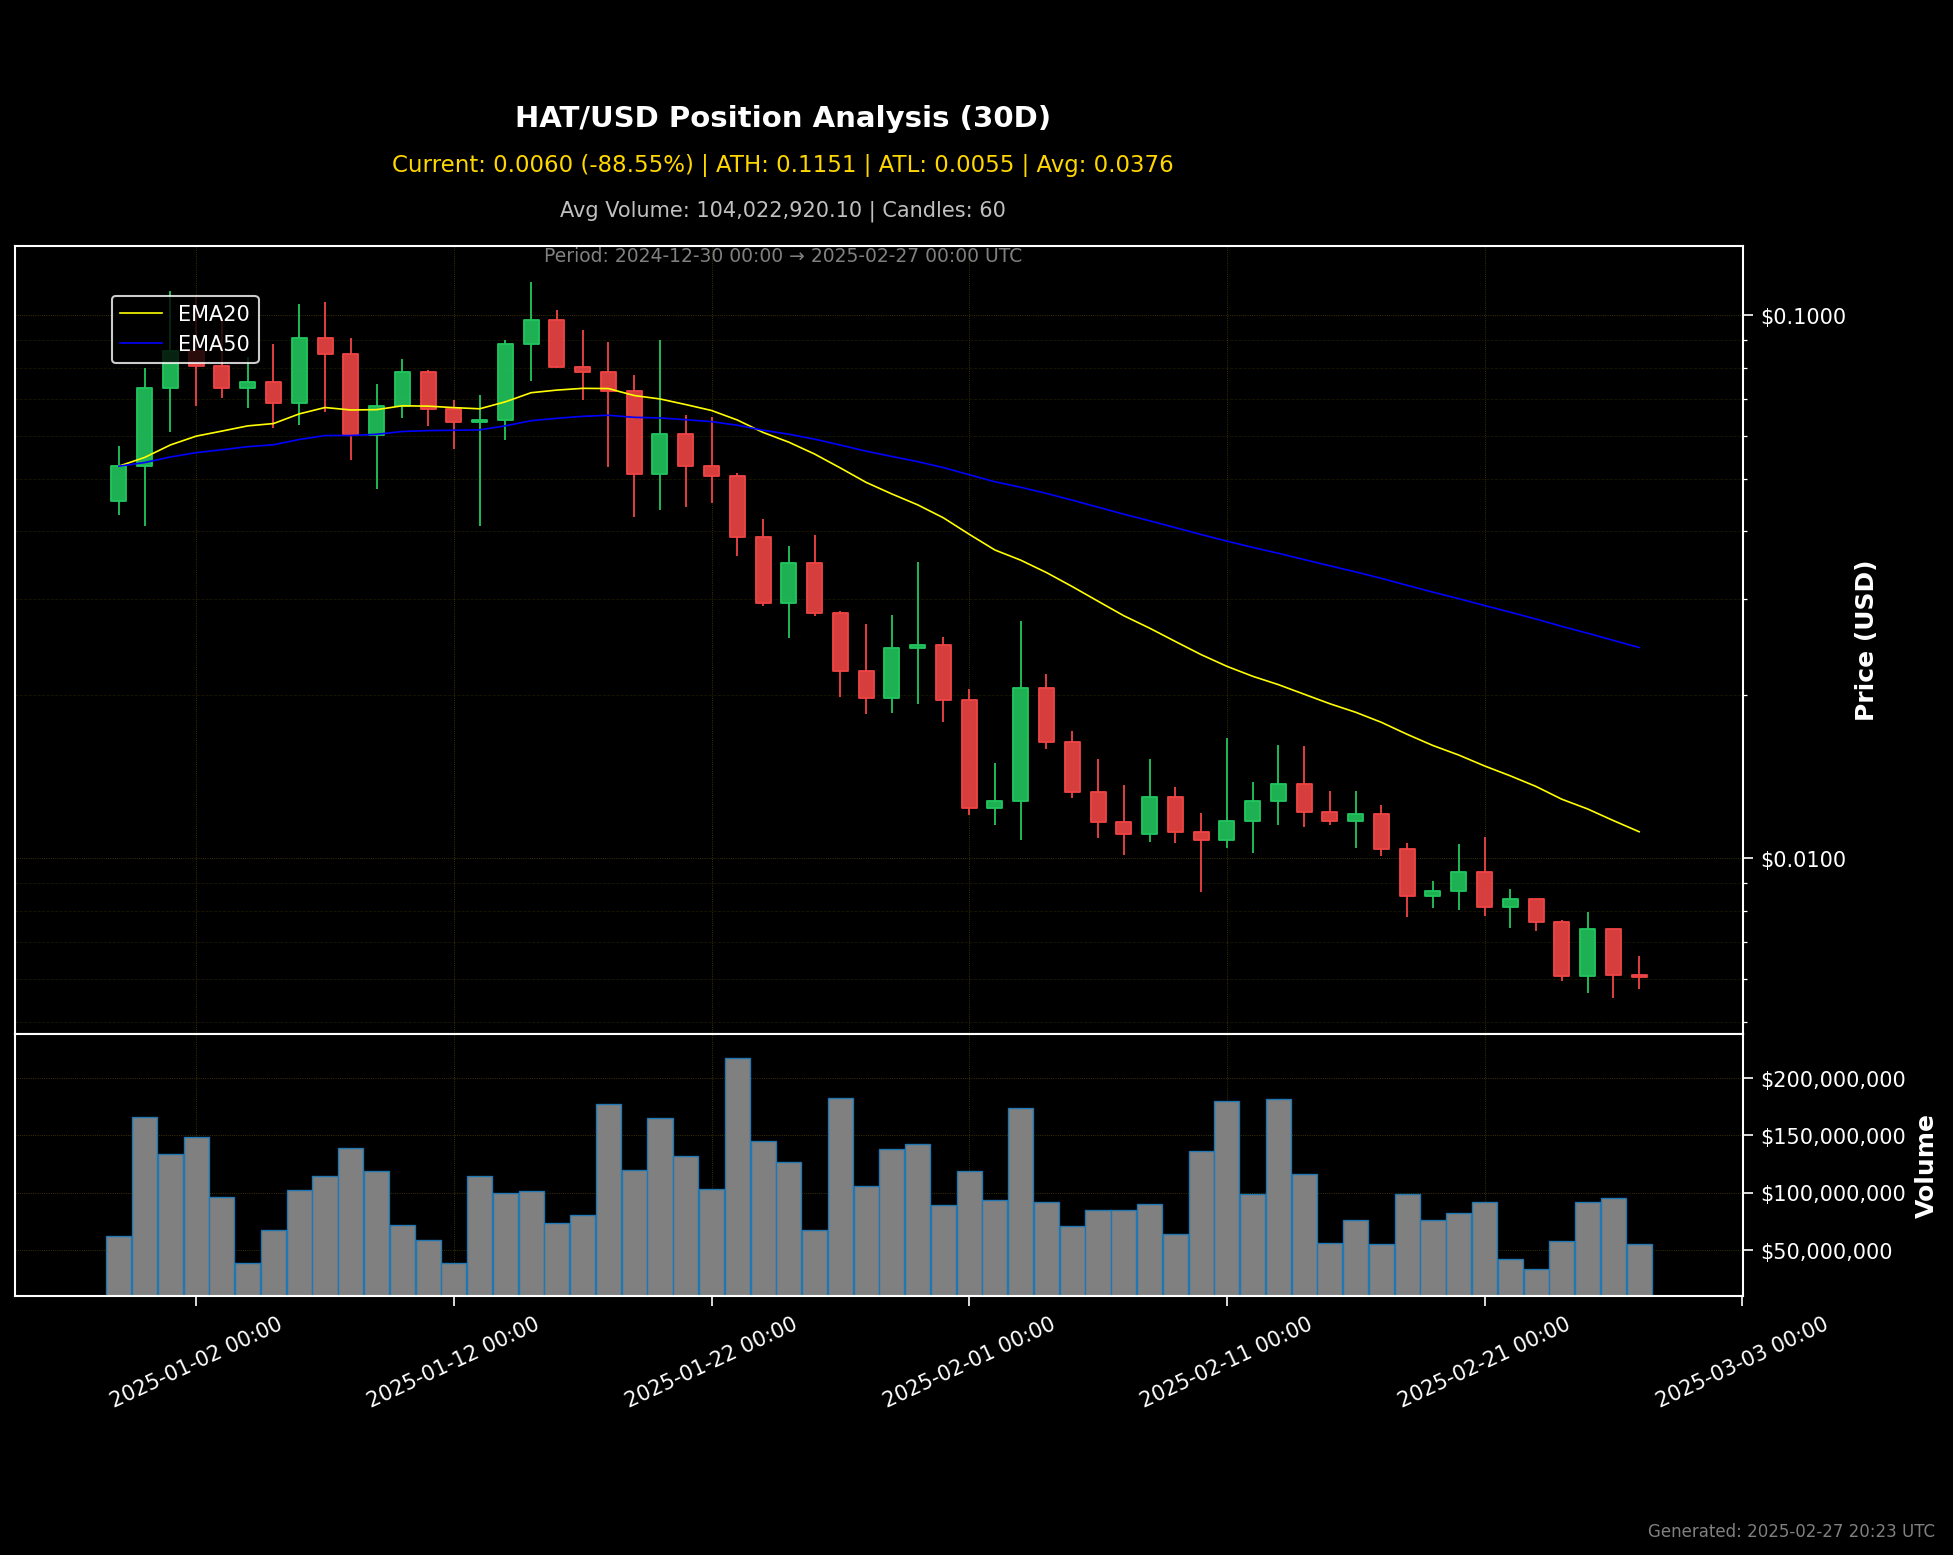 HAT/USD Position Analysis (30D)
Current: 0.0060 (-88.55%) | ATH: 0.1151 | ATL: 0.0055 | Avg: 0.0376
Avg Volume: 104,022,920.10 | Candles: 60
Period: 2024-12-30 00:00 → 2025-02-27 00:00 UTC
EMA20
EMA50
$0.1000
$0.0100
Price (USD)
$200,000,000
$150,000,000
$100,000,000
$50,000,000
Volume
2025-01-02 00:00
2025-01-12 00:00
2025-01-22 00:00
2025-02-01 00:00
2025-02-11 00:00
2025-02-21 00:00
2025-03-03 00:00
Generated: 2025-02-27 20:23 UTC